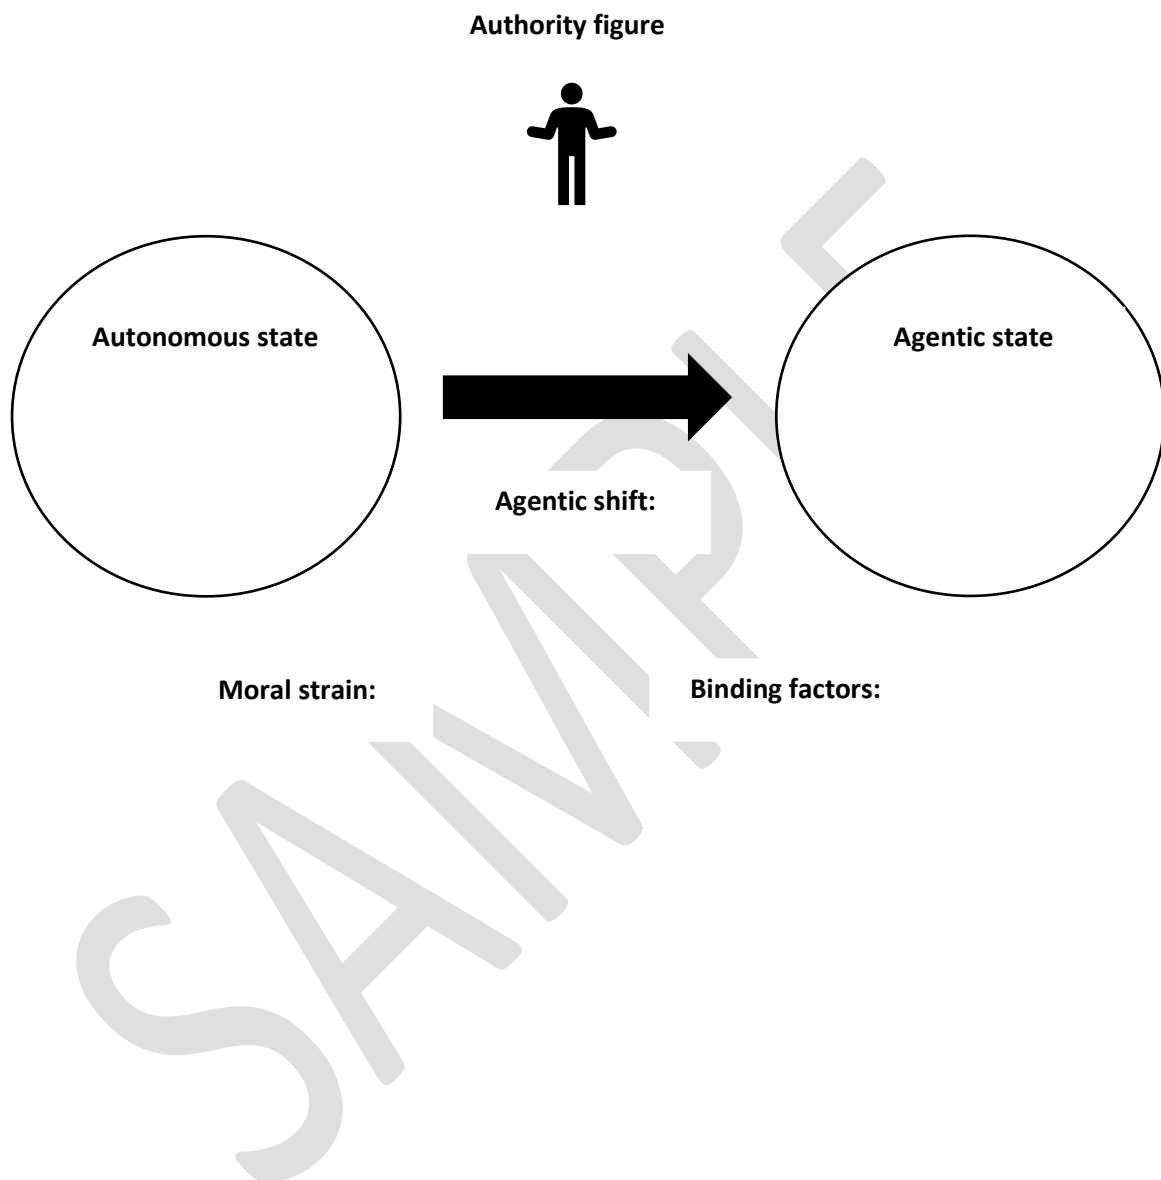 Authority figure
Autonomous state
Agentic state
Agentic shift:
Moral strain:
Binding factors:
SAMPLE